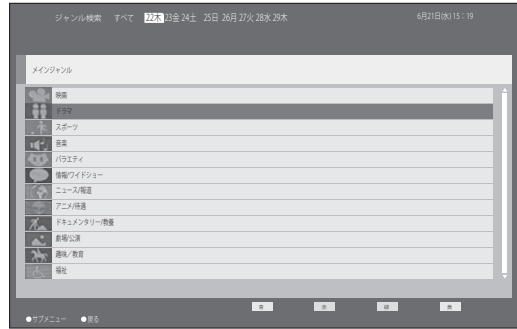 ジャンル検索 すべて 22木 23金 24土 25日 26月 27火 28水 29木 6月21日(水) 15:19
メインジャンル
映画
ドラマ
スポーツ
音楽
バラエティ
情報/ワイドショー
ニュース/報道
アニメ/特撮
ドキュメンタリー/教養
劇場/公演
趣味/教育
福祉
青 赤 緑 黄
●サブメニュー ●戻る